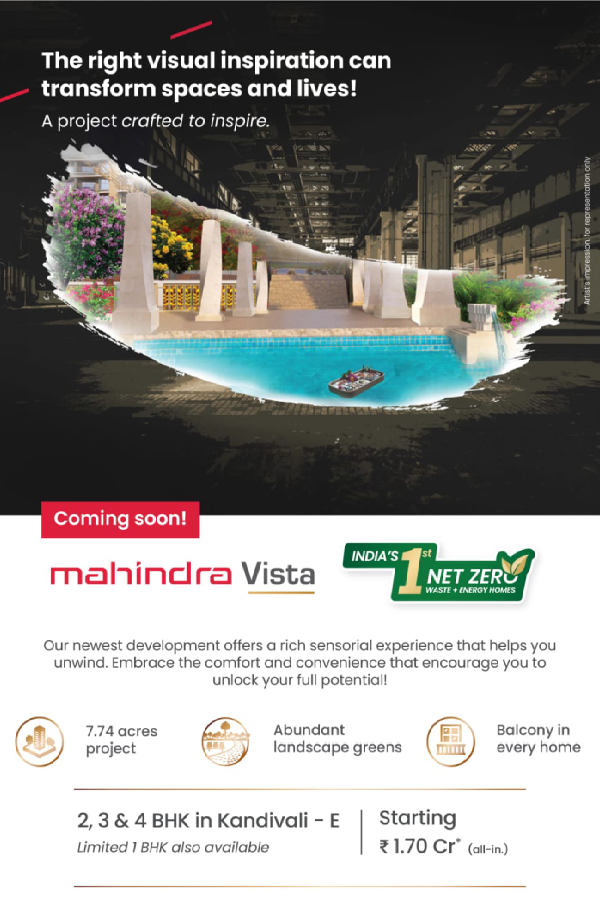 The right visual inspiration can
transform spaces and lives!
A project crafted to inspire.
Artist's impression, for representation only
Coming soon!
mahindra Vista
INDIA'S 1st
NET ZERO
WASTE + ENERGY HOMES
Our newest development offers a rich sensorial experience that helps you
unwind. Embrace the comfort and convenience that encourage you to
unlock your full potential!
7.74 acres
project
Abundant
landscape greens
Balcony in
every home
2, 3 & 4 BHK in Kandivali - E
Limited 1 BHK also available
Starting
₹ 1.70 Cr* (all-in.)